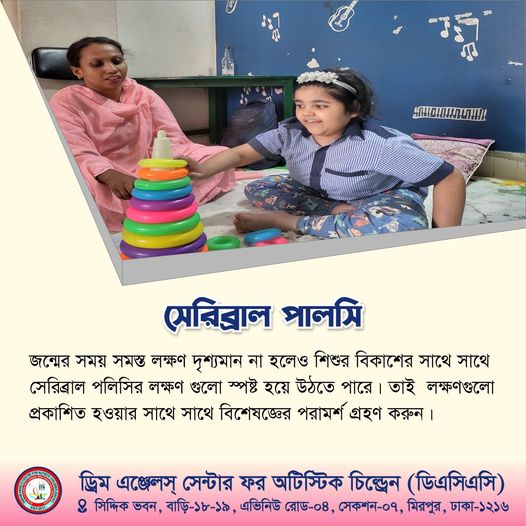 সেরিব্রাল পালসি
জন্মের সময় সমস্ত লক্ষণ দৃশ্যমান না হলেও শিশুর বিকাশের সাথে সাথে
সেরিব্রাল পলিসির লক্ষণ গুলো স্পষ্ট হয়ে উঠতে পারে। তাই লক্ষণগুলো
প্রকাশিত হওয়ার সাথে সাথে বিশেষজ্ঞের পরামর্শ গ্রহণ করুন।
ড্রিম এঞ্জেলস্ সেন্টার ফর অটিস্টিক চিল্ড্রেন (ডিএসিএসি)
সিদ্দিক ভবন, বাড়ি-১৮-১৯, এভিনিউ রোড-০৪, সেকশন-০৭, মিরপুর, ঢাকা-১২১৬